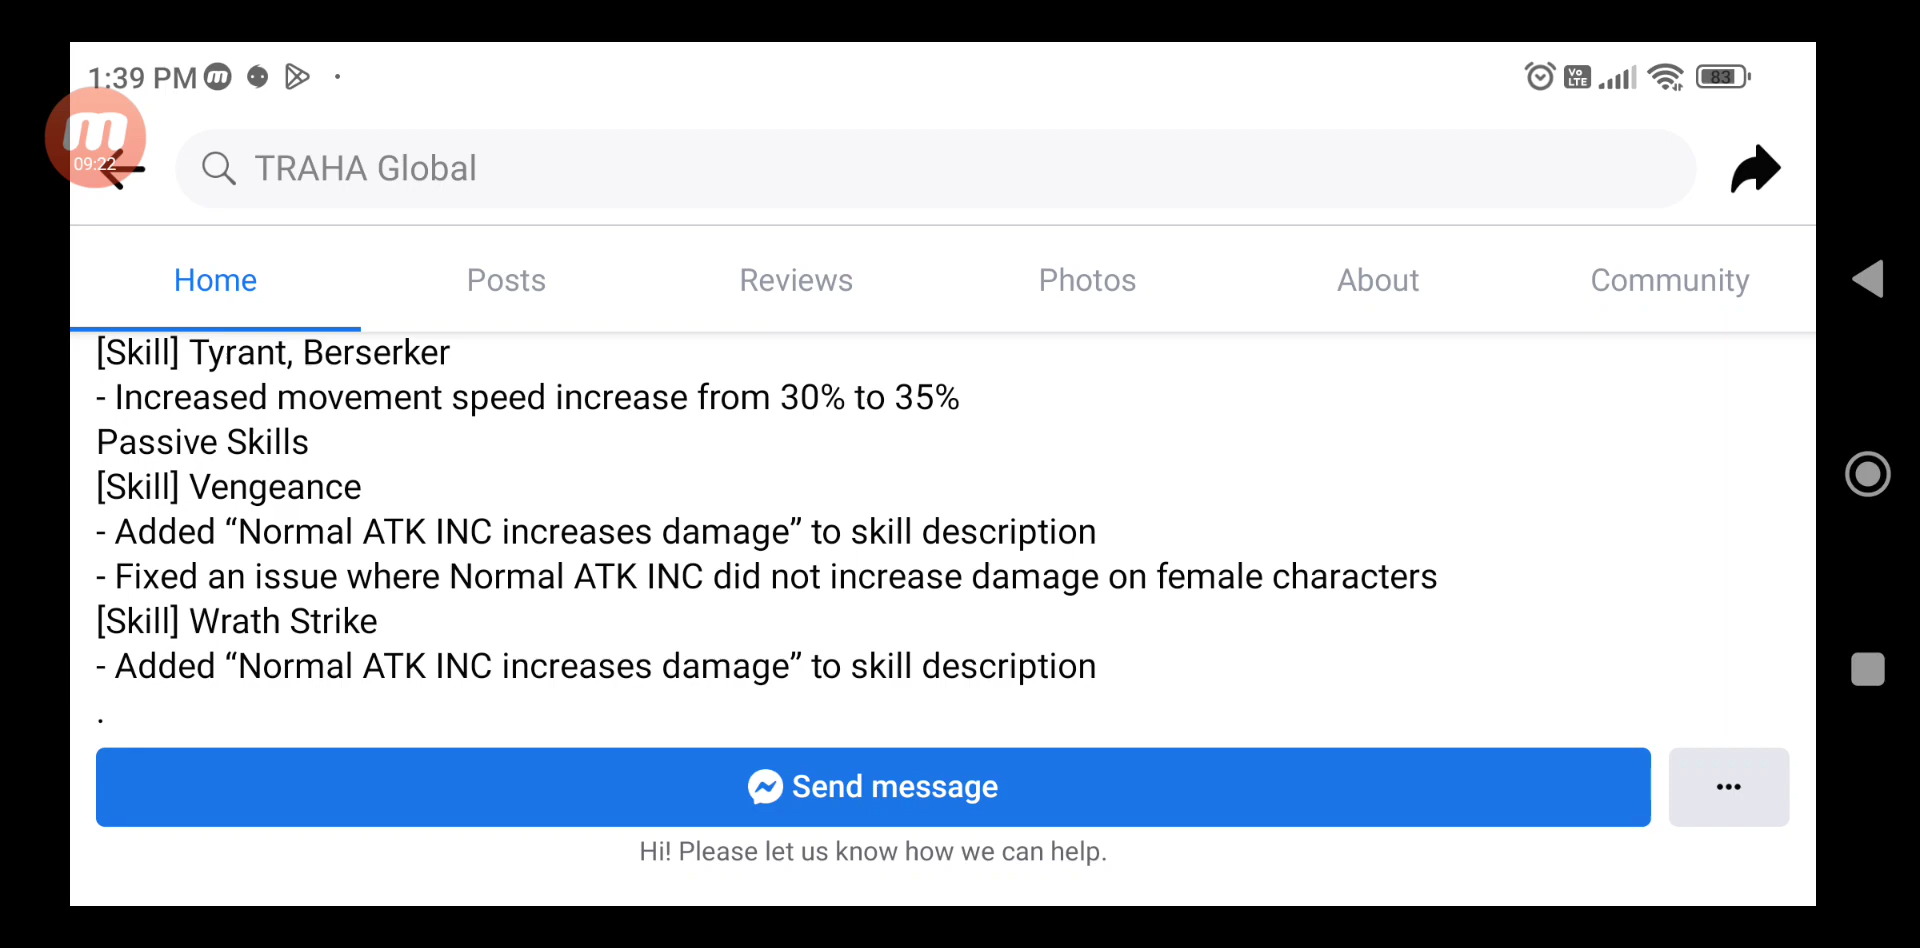 1:39 PM
Vo LTE
83
09:22
TRAHA Global
Home Posts Reviews Photos About Community
[Skill] Tyrant, Berserker
- Increased movement speed increase from 30% to 35%
Passive Skills
[Skill] Vengeance
- Added “Normal ATK INC increases damage” to skill description
- Fixed an issue where Normal ATK INC did not increase damage on female characters
[Skill] Wrath Strike
- Added “Normal ATK INC increases damage” to skill description
.
Send message
Hi! Please let us know how we can help.